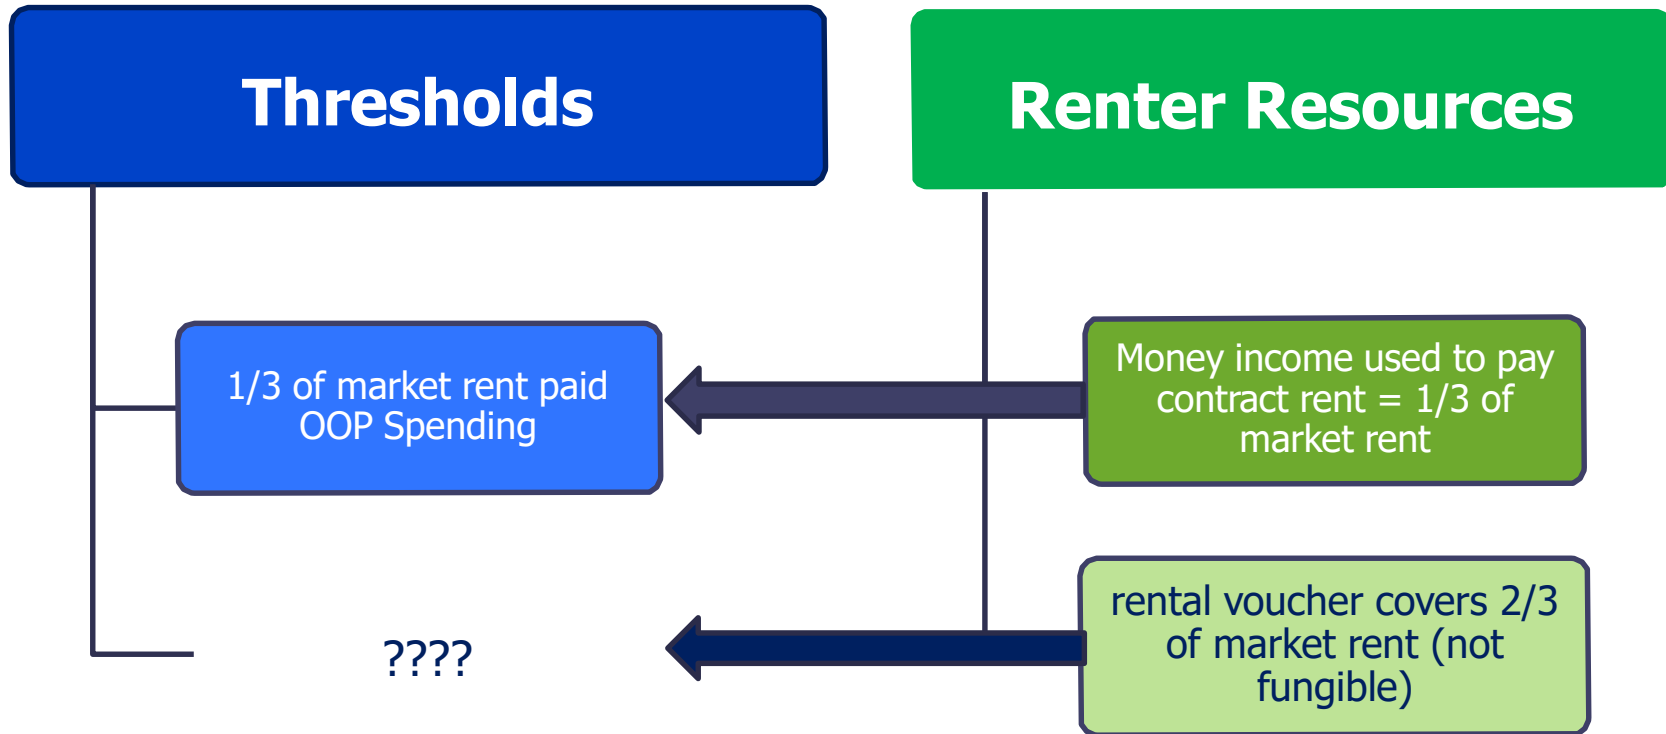 Thresholds
Renter Resources
1/3 of market rent paid
OOP Spending
Money income used to pay
contract rent = 1/3 of
market rent
????
rental voucher covers 2/3
of market rent (not
fungible)